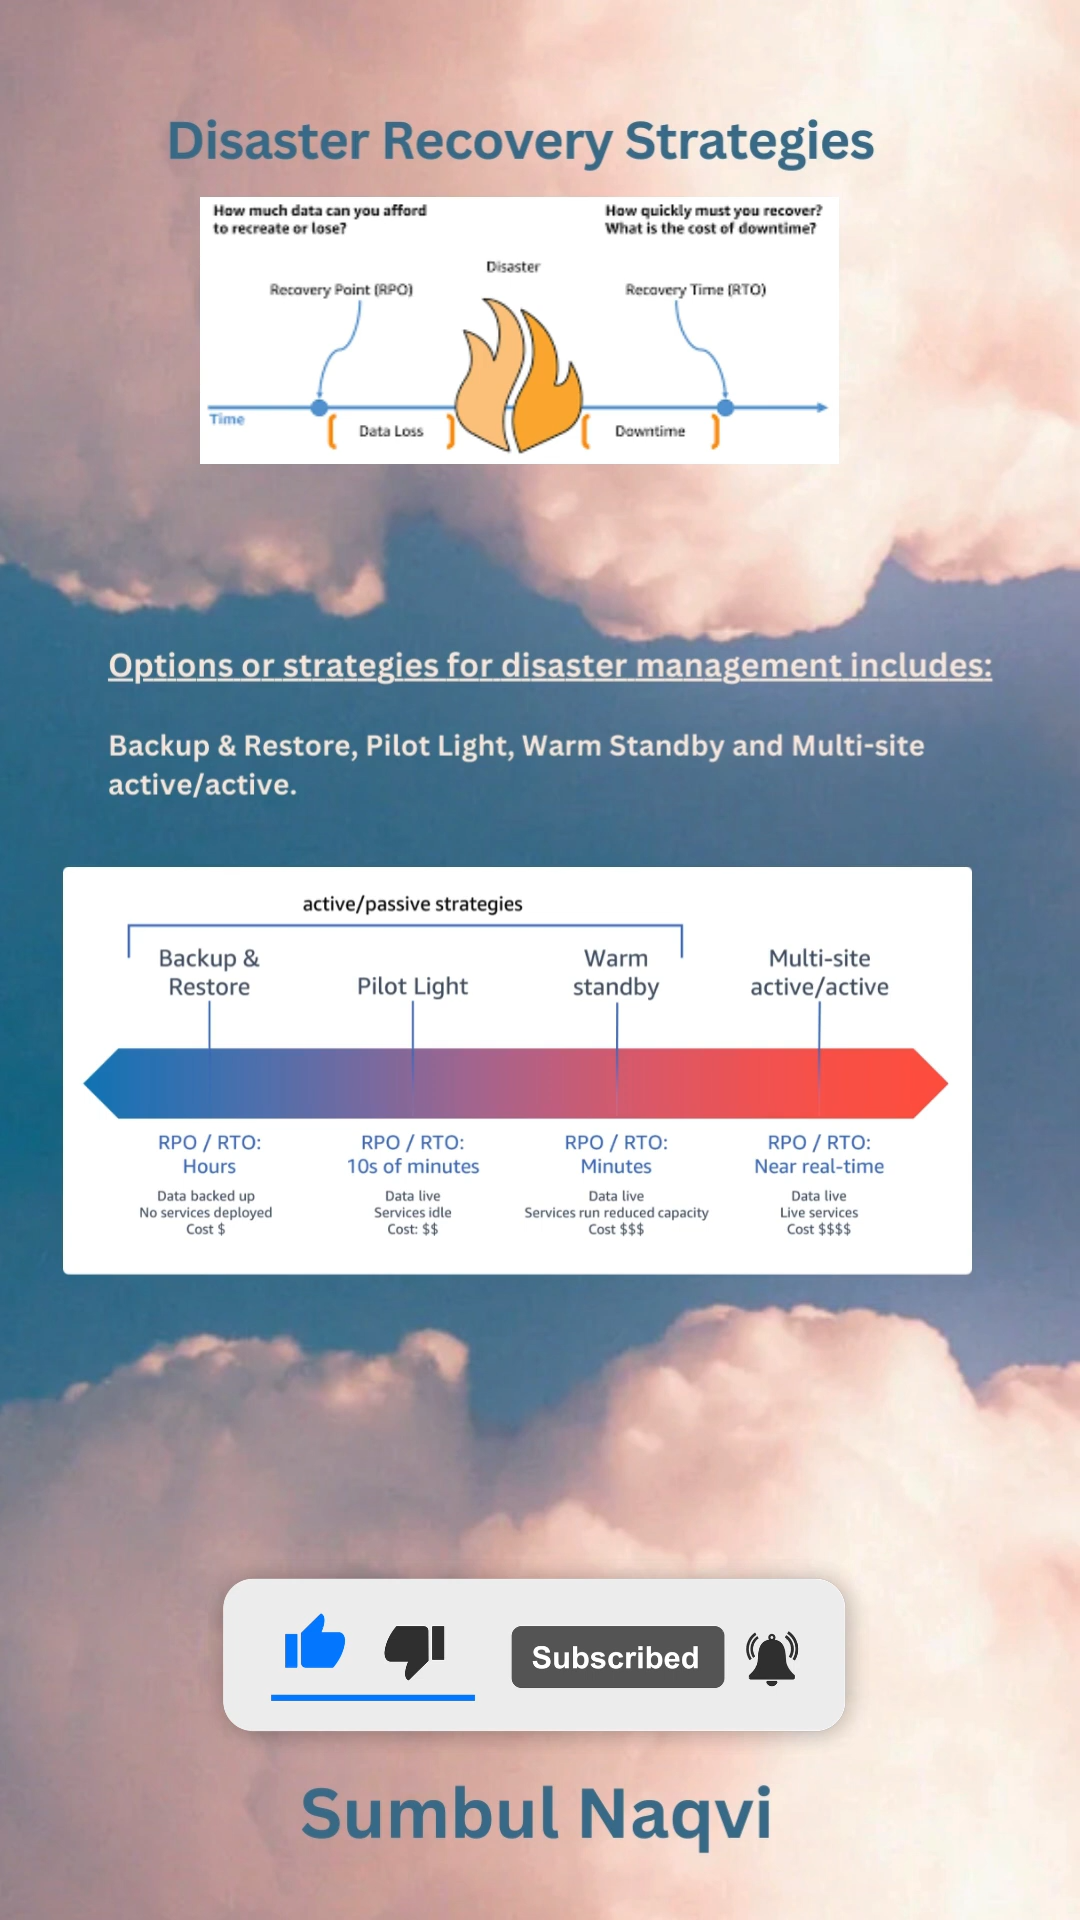 Disaster Recovery Strategies
How much data can you afford
to recreate or lose?
How quickly must you recover?
What is the cost of downtime?
Disaster
Recovery Point (RPO)
Recovery Time (RTO)
Time
Data Loss
Downtime
Options or strategies for disaster management includes:
Backup & Restore, Pilot Light, Warm Standby and Multi-site
active/active.
active/passive strategies
Backup &
Restore
Pilot Light
Warm
standby
Multi-site
active/active
RPO / RTO:
Hours
Data backed up
No services deployed
Cost $
RPO / RTO:
10s of minutes
Data live
Services idle
Cost: $$
RPO / RTO:
Minutes
Data live
Services run reduced capacity
Cost $$$
RPO / RTO:
Near real-time
Data live
Live services
Cost $$$$
Subscribed
Sumbul Naqvi